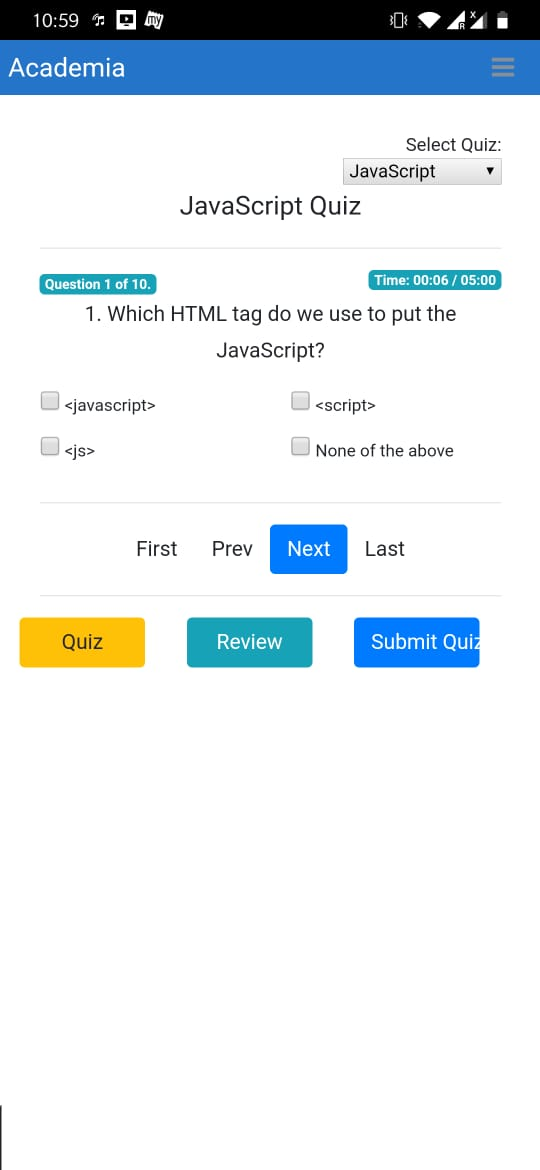 10:59
Academia
Select Quiz:
JavaScript
JavaScript Quiz
Question 1 of 10.
Time: 00:06 / 05:00
1. Which HTML tag do we use to put the
JavaScript?
<javascript>
<script>
<js>
None of the above
First Prev Next Last
Quiz
Review
Submit Quiz